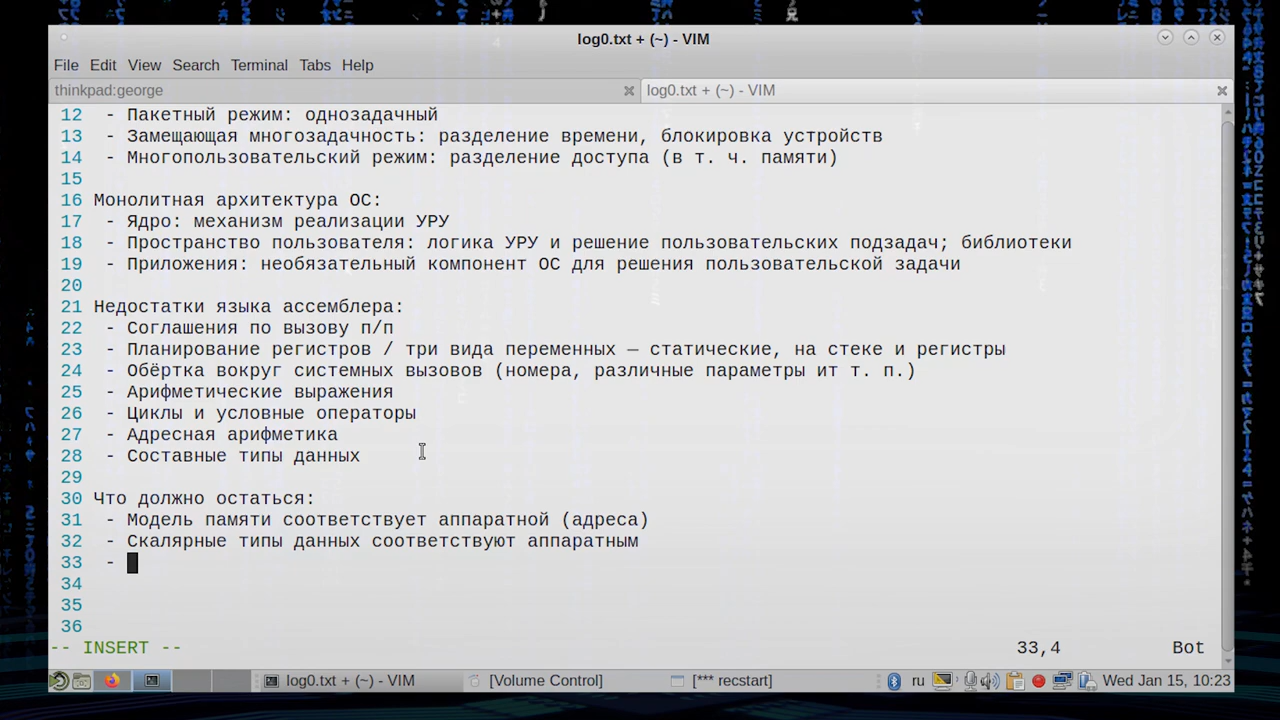 log0.txt + (~) - VIM
File Edit View Search Terminal Tabs Help
thinkpad:george
log0.txt + (~) - VIM
12 - Пакетный режим: однозадачный
13 - Замещающая многозадачность: разделение времени, блокировка устройств
14 - Многопользовательский режим: разделение доступа (в т. ч. памяти)
15
16 Монолитная архитектура ОС:
17 - Ядро: механизм реализации УРУ
18 - Пространство пользователя: логика УРУ и решение пользовательских подзадач; библиотеки
19 - Приложения: необязательный компонент ОС для решения пользовательской задачи
20
21 Недостатки языка ассемблера:
22 - Соглашения по вызову п/п
23 - Планирование регистров / три вида переменных — статические, на стеке и регистры
24 - Обёртка вокруг системных вызовов (номера, различные параметры ит т. п.)
25 - Арифметические выражения
26 - Циклы и условные операторы
27 - Адресная арифметика
28 - Составные типы данных
29
30 Что должно остаться:
31 - Модель памяти соответствует аппаратной (адреса)
32 - Скалярные типы данных соответствуют аппаратным
33 -
34
35
36
-- INSERT -- 33,4 Bot
log0.txt + (~) - VIM [Volume Control] [*** recstart] ru Wed Jan 15, 10:23